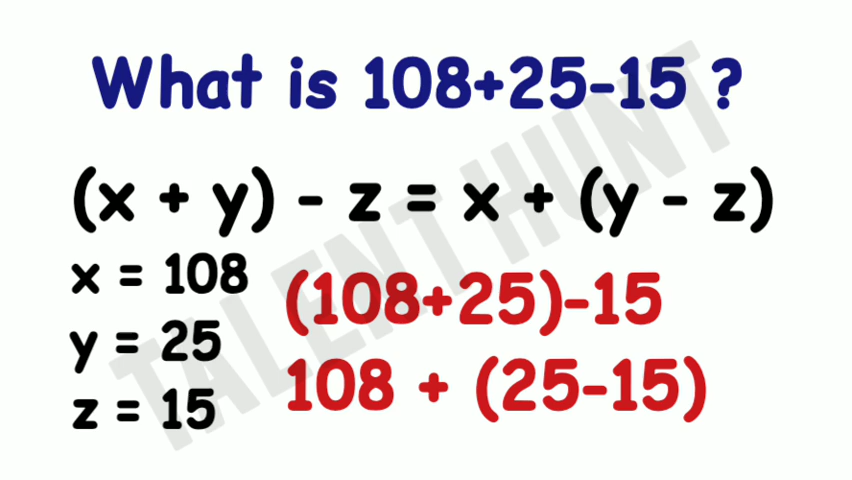 What is 108+25-15 ?
(x + y) - z = x + (y - z)
x = 108
y = 25
z = 15
(108+25)-15
108 + (25-15)
TALENT HUNT